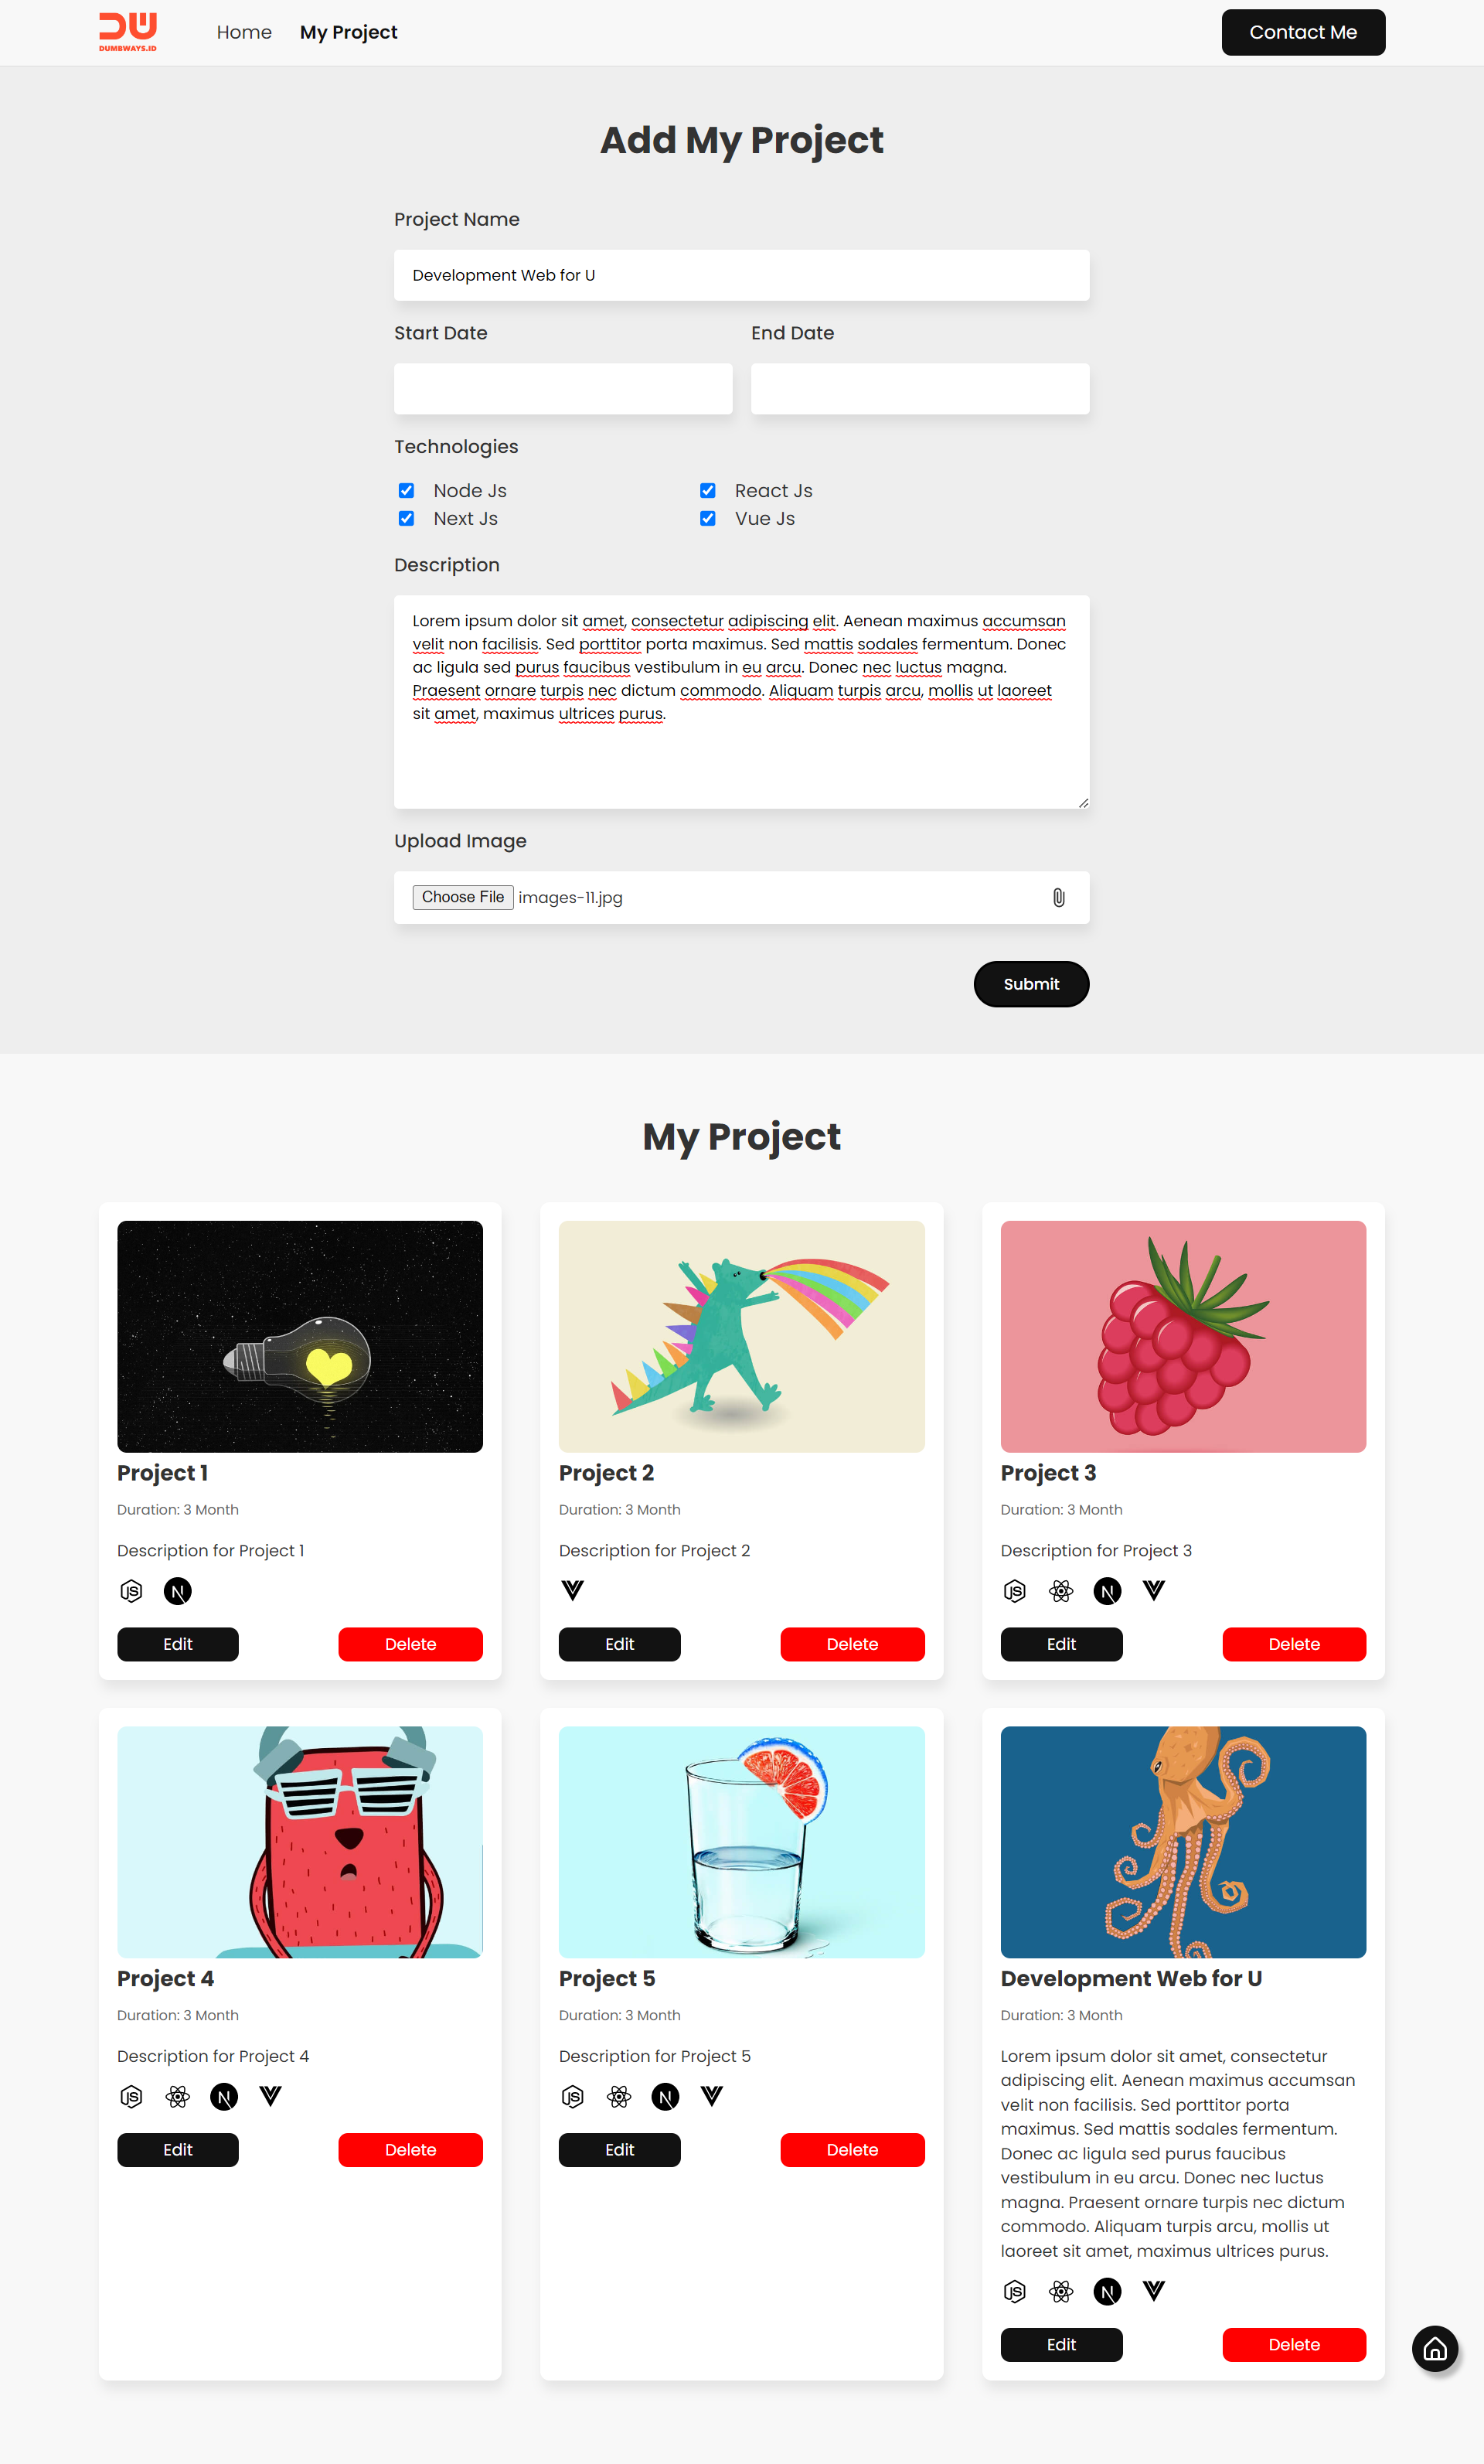 DUMBWAYS.ID
Home
My Project
Contact Me
Add My Project
Project Name
Development Web for U
Start Date
End Date
Technologies
Node Js
React Js
Next Js
Vue Js
Description
Lorem ipsum dolor sit amet, consectetur adipiscing elit. Aenean maximus accumsan
velit non facilisis. Sed porttitor porta maximus. Sed mattis sodales fermentum. Donec
ac ligula sed purus faucibus vestibulum in eu arcu. Donec nec luctus magna.
Praesent ornare turpis nec dictum commodo. Aliquam turpis arcu, mollis ut laoreet
sit amet, maximus ultrices purus.
Upload Image
Choose File images-11.jpg
Submit
My Project
Project 1
Duration: 3 Month
Description for Project 1
JS N
Edit
Delete
Project 2
Duration: 3 Month
Description for Project 2
Edit
Delete
Project 3
Duration: 3 Month
Description for Project 3
JS N
Edit
Delete
Project 4
Duration: 3 Month
Description for Project 4
JS N
Edit
Delete
Project 5
Duration: 3 Month
Description for Project 5
JS N
Edit
Delete
Development Web for U
Duration: 3 Month
Lorem ipsum dolor sit amet, consectetur
adipiscing elit. Aenean maximus accumsan
velit non facilisis. Sed porttitor porta
maximus. Sed mattis sodales fermentum.
Donec ac ligula sed purus faucibus
vestibulum in eu arcu. Donec nec luctus
magna. Praesent ornare turpis nec dictum
commodo. Aliquam turpis arcu, mollis ut
laoreet sit amet, maximus ultrices purus.
JS N
Edit
Delete